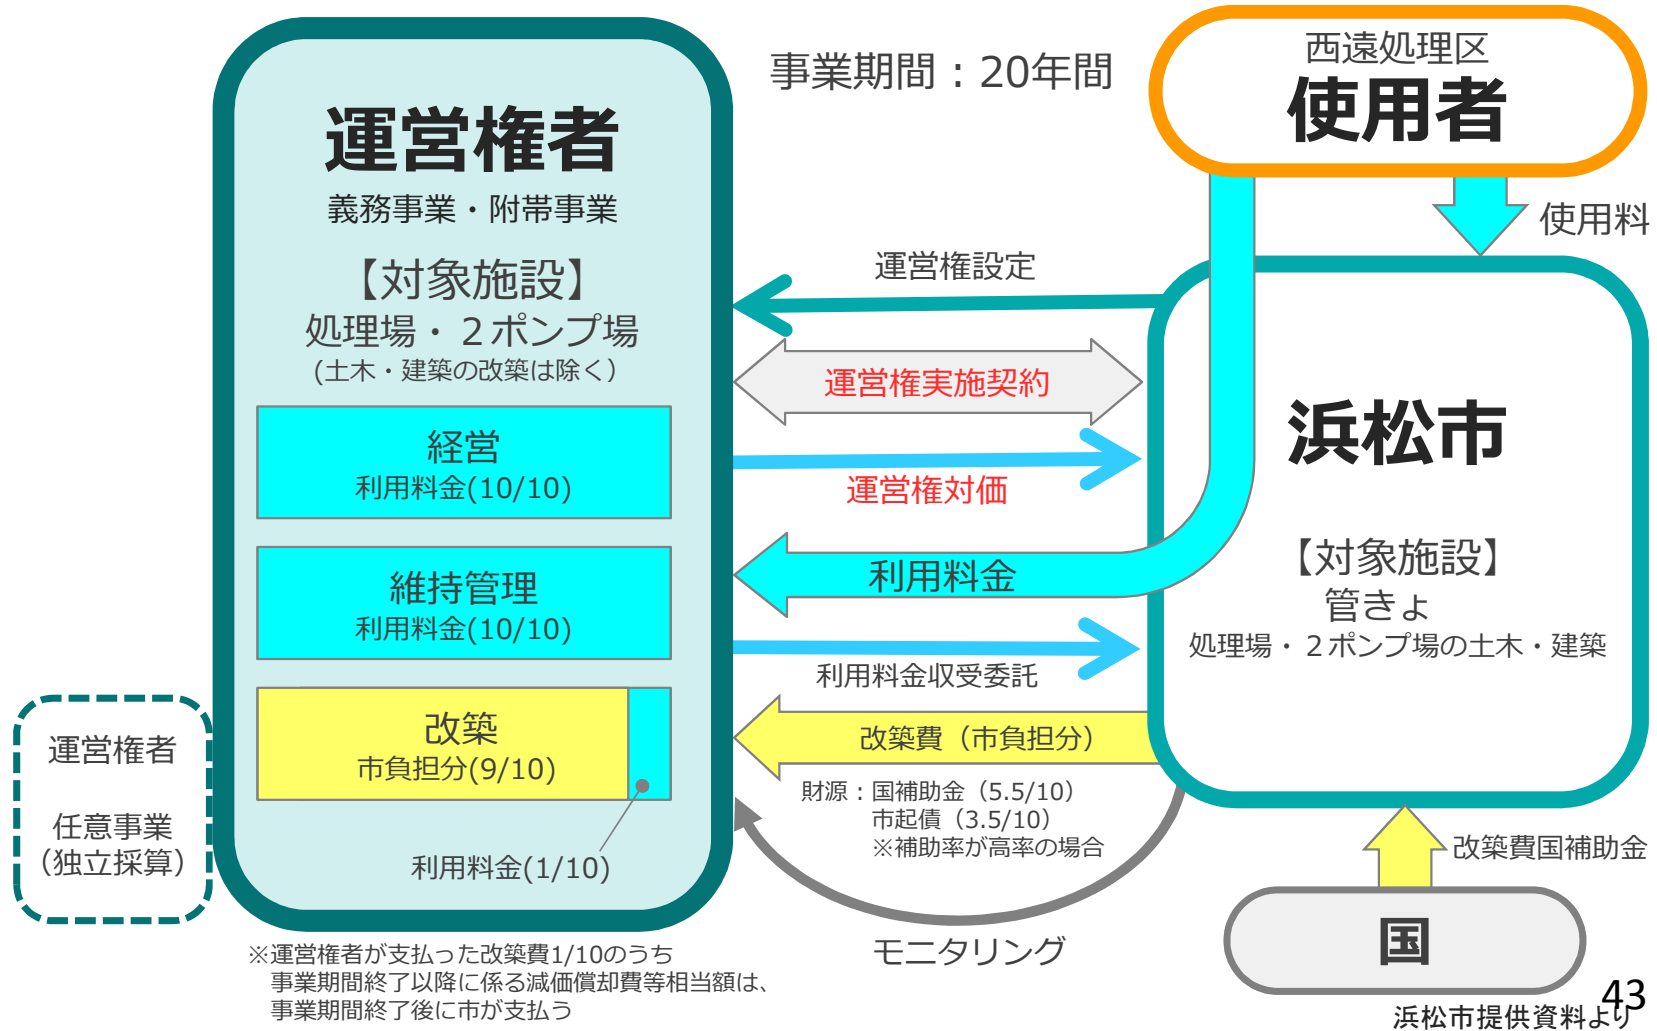 事業期間：20年間
西遠処理区
使用者
使用料
運営権者
義務事業・附帯事業
【対象施設】
処理場・２ポンプ場
(土木・建築の改築は除く）
経営
利用料金(10/10)
維持管理
利用料金(10/10)
改築
市負担分(9/10)
利用料金(1/10)
運営権者
任意事業
（独立採算）
運営権設定
運営権実施契約
運営権対価
利用料金
利用料金収受委託
改築費（市負担分）
財源：国補助金（5.5/10）
市起債（3.5/10）
※補助率が高率の場合
モニタリング
浜松市
【対象施設】
管きょ
処理場・２ポンプ場の土木・建築
改築費国補助金
国
※運営権者が支払った改築費1/10のうち
事業期間終了以降に係る減価償却費等相当額は、
事業期間終了後に市が支払う
43
浜松市提供資料より